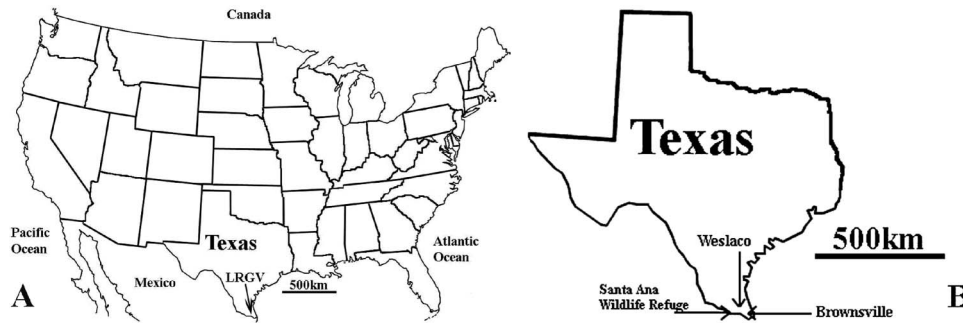 Canada
Pacific
Ocean
Texas
Atlantic
Ocean
Mexico
LRGV
500km
A
Texas
Weslaco
500km
Santa Ana
Wildlife Refuge
Brownsville
B